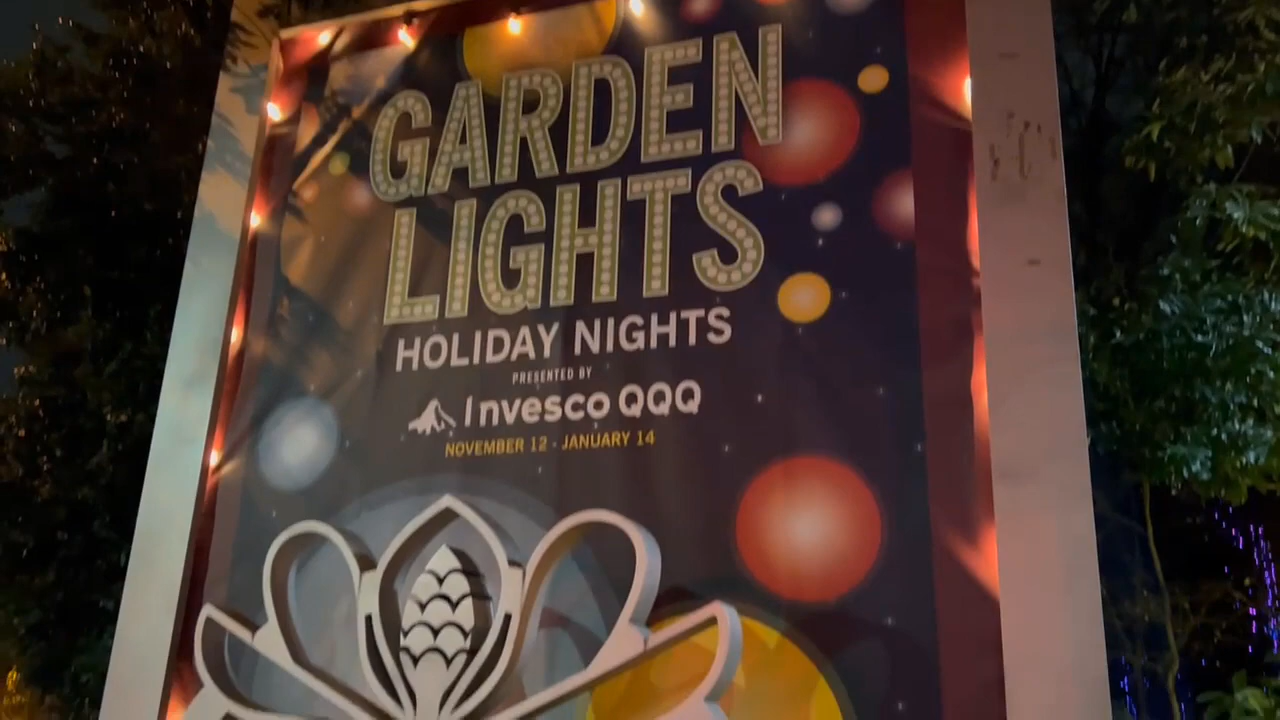 GARDEN
LIGHTS
HOLIDAY NIGHTS
PRESENTED BY
Invesco QQQ
NOVEMBER 12 - JANUARY 14